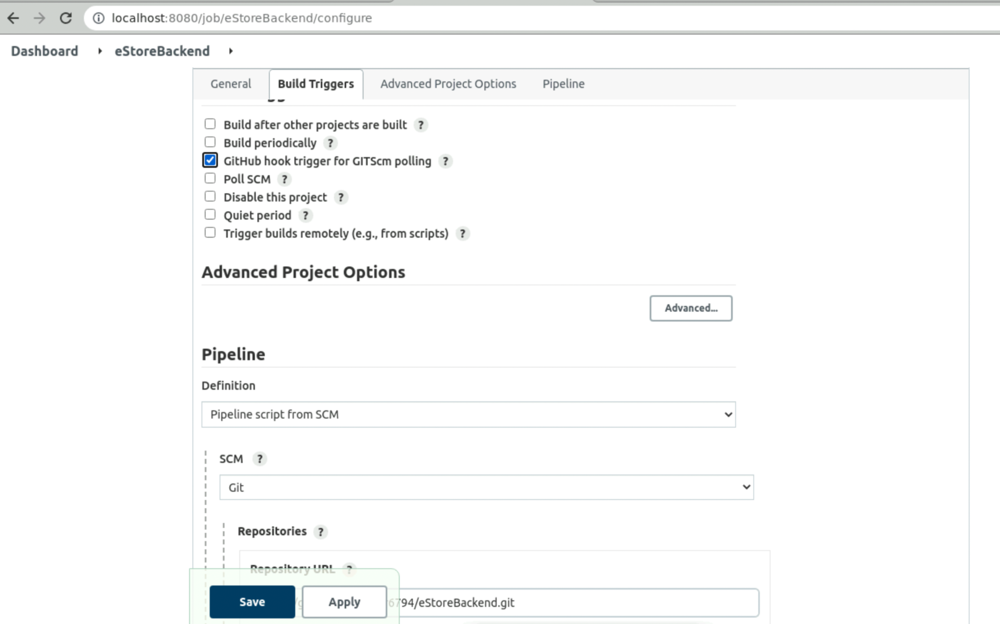 localhost:8080/job/eStoreBackend/configure
Dashboard eStoreBackend
General Build Triggers Advanced Project Options Pipeline
Build after other projects are built ?
Build periodically ?
GitHub hook trigger for GITScm polling ?
Poll SCM ?
Disable this project ?
Quiet period ?
Trigger builds remotely (e.g., from scripts) ?
Advanced Project Options
Advanced...
Pipeline
Definition
Pipeline script from SCM
SCM ?
Git
Repositories ?
Repository URL ?
Save Apply 6794/eStoreBackend.git